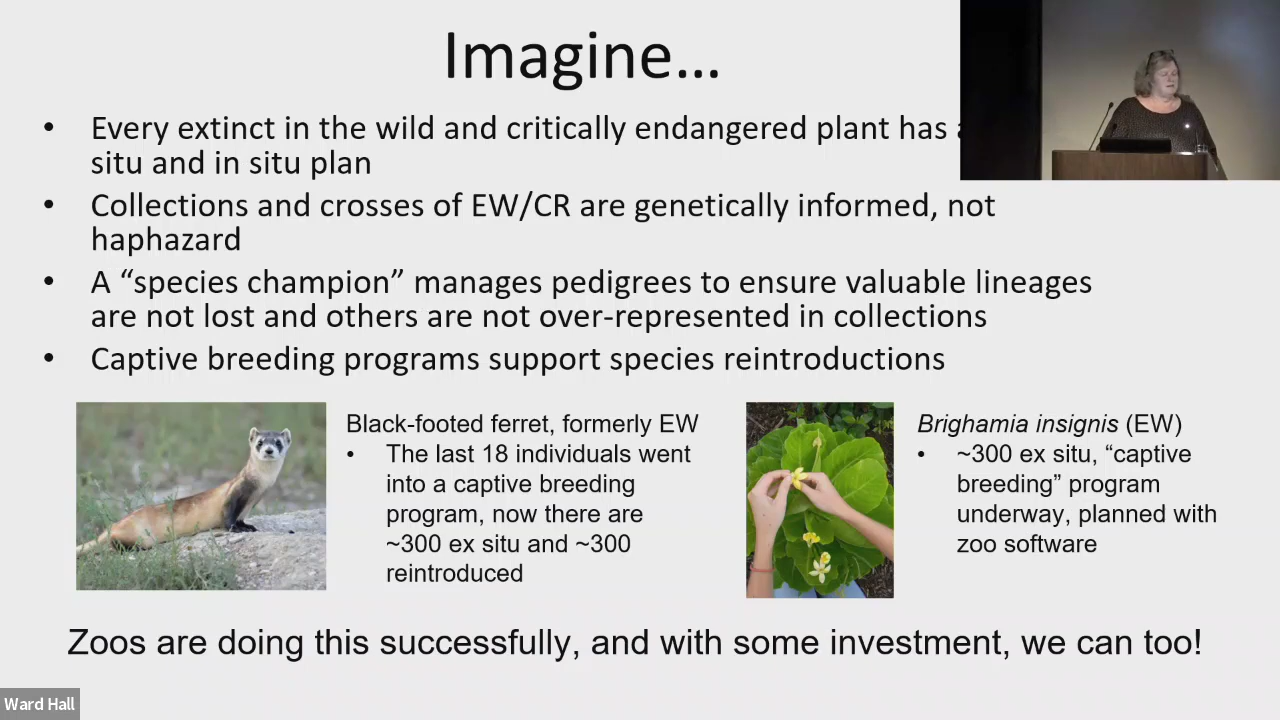 Imagine...
• Every extinct in the wild and critically endangered plant has
situ and in situ plan
• Collections and crosses of EW/CR are genetically informed, not
haphazard
• A “species champion” manages pedigrees to ensure valuable lineages
are not lost and others are not over-represented in collections
• Captive breeding programs support species reintroductions
Black-footed ferret, formerly EW
• The last 18 individuals went
into a captive breeding
program, now there are
~300 ex situ and ~300
reintroduced
Brighamia insignis (EW)
• ~300 ex situ, “captive
breeding” program
underway, planned with
zoo software
Zoos are doing this successfully, and with some investment, we can too!
Ward Hall